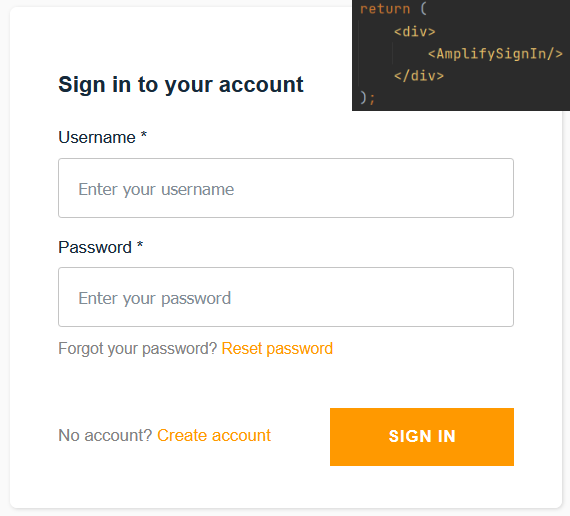 return (
<div>
<AmplifySignIn/>
</div>
);
Sign in to your account
Username *
Enter your username
Password *
Enter your password
Forgot your password? Reset password
No account? Create account
SIGN IN